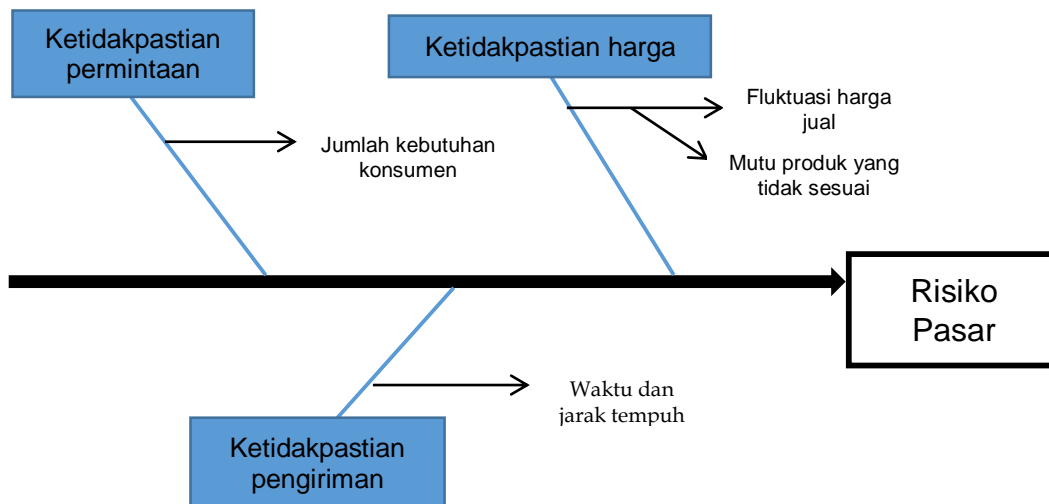 Ketidakpastian
permintaan
Ketidakpastian harga
Fluktuasi harga
jual
Jumlah kebutuhan
konsumen
Mutu produk yang
tidak sesuai
Risiko
Pasar
Waktu dan
jarak tempuh
Ketidakpastian
pengiriman